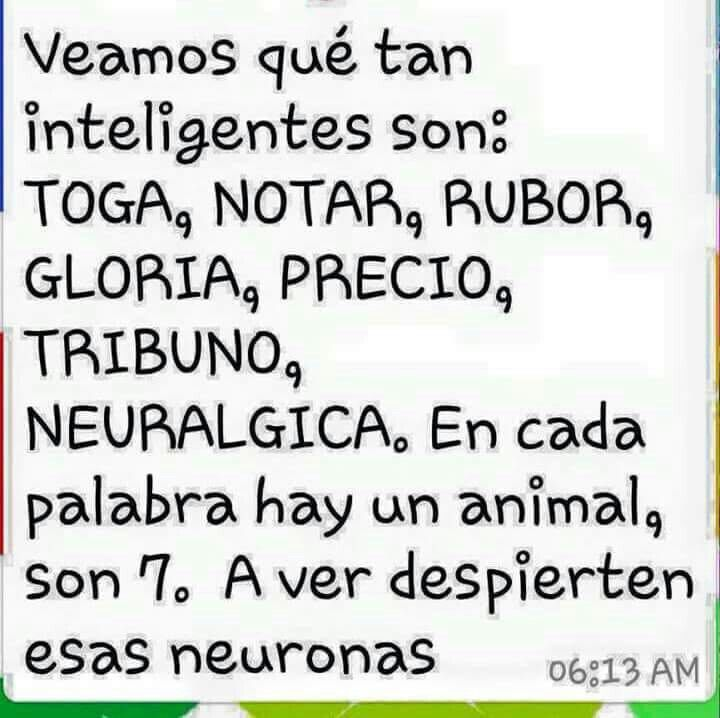 Veamos qué tan
inteligentes son:
TOGA, NOTAR, RUBOR,
GLORIA, PRECIO,
TRIBUNO,
NEURALGICA. En cada
palabra hay un animal,
son 7. A ver despierten
esas neuronas
06:13 AM